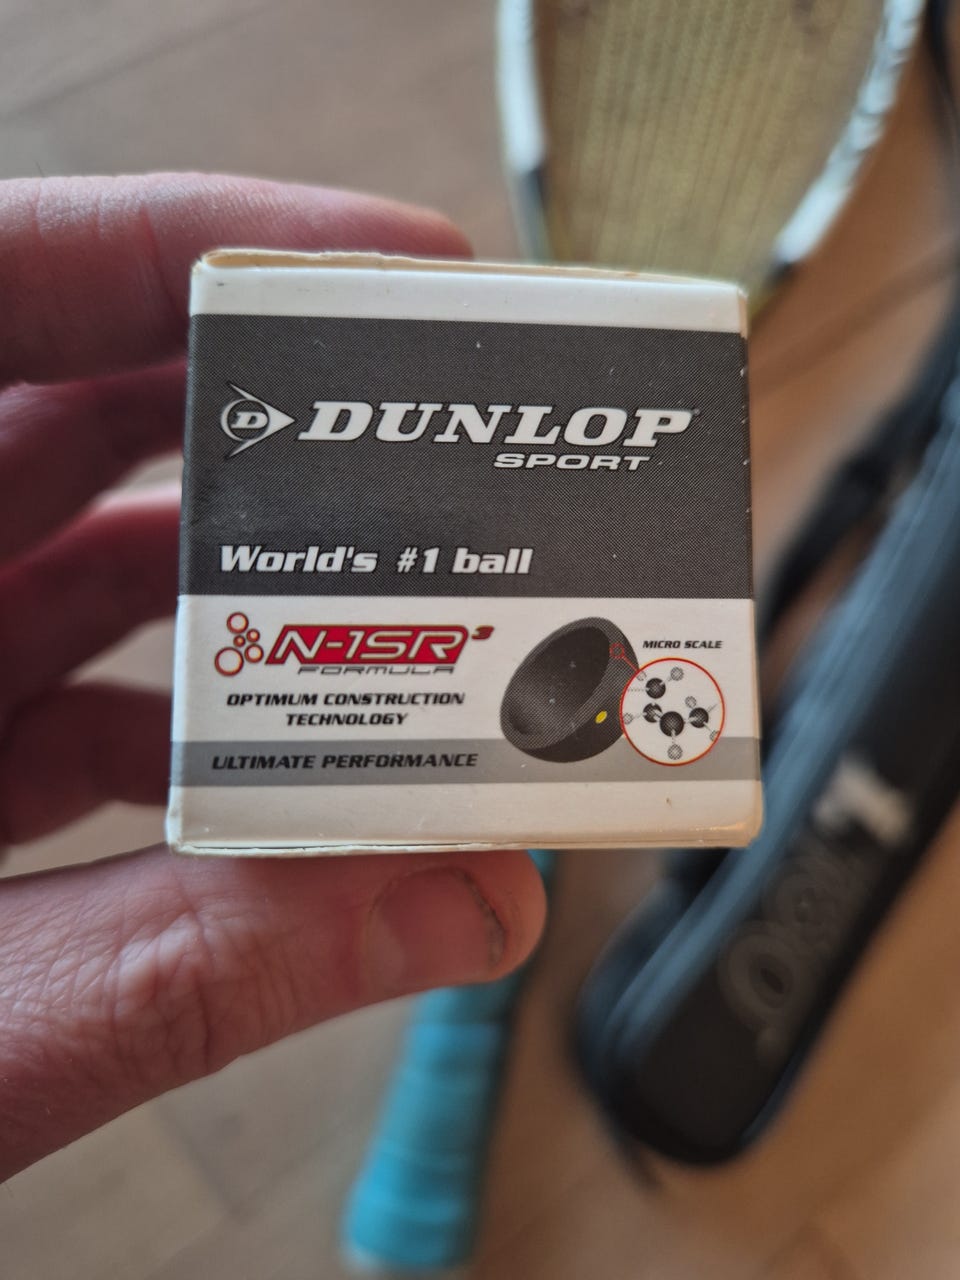 D DUNLOP
SPORT
World's #1 ball
N-1SR³
FORMULA
OPTIMUM CONSTRUCTION
TECHNOLOGY
MICRO SCALE
ULTIMATE PERFORMANCE